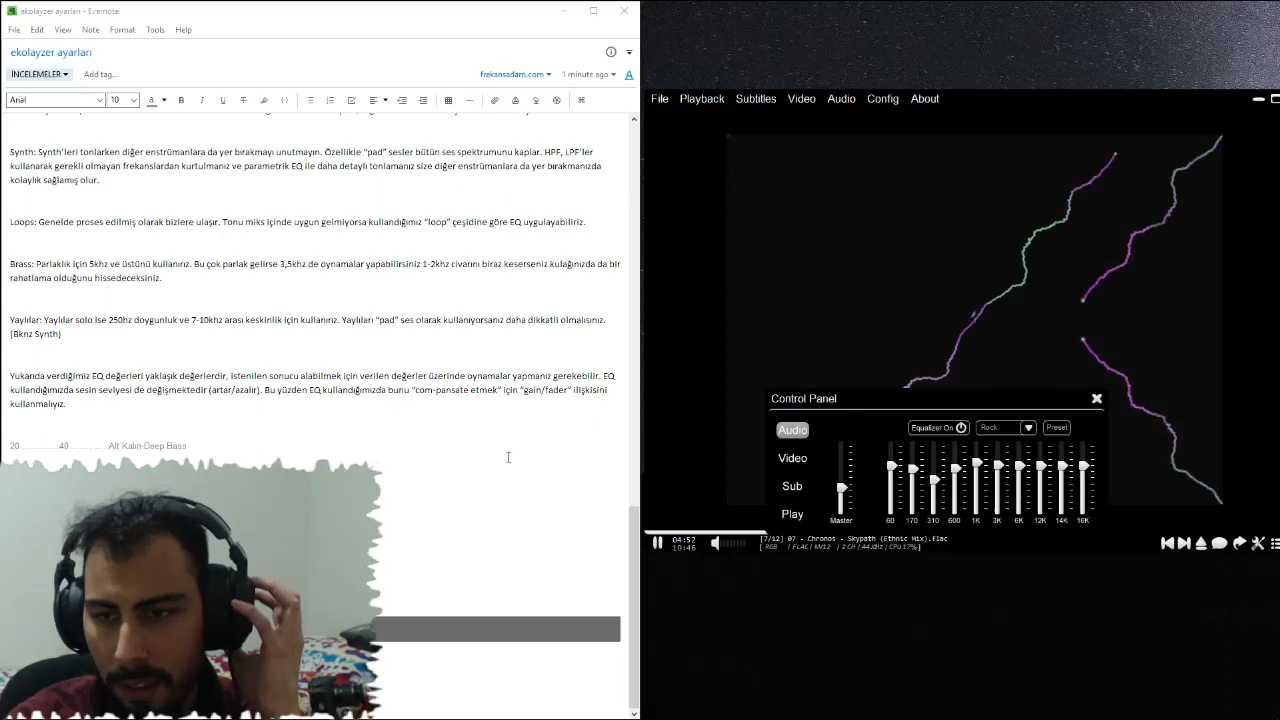 ekolayzer ayarları - Evernote
File Edit View Note Format Tools Help
ekolayzer ayarları
İNCELEMELER Add tag...
frekansadam.com 1 minute ago
Arial 10
Synth: Synth'leri tonlarken diğer enstrümanlara da yer bırakmayı unutmayın. Özellikle "pad" sesler bütün ses spektrumunu kaplar. HPF, LPF'ler
kullanarak gerekli olmayan frekanslardan kurtulmanız ve parametrik EQ ile daha detaylı tonlamanız size diğer enstrümanlara da yer bırakmanızda
kolaylık sağlamış olur.
Loops: Genelde proses edilmiş olarak bizlere ulaşır. Tonu miks içinde uygun gelmiyorsa kullandığımız "loop" çeşidine göre EQ uygulayabiliriz.
Brass: Parlaklık için 5khz ve üstünü kullanırız. Bu çok parlak gelirse 3,5khz de oynamalar yapabilirsiniz 1-2khz civarını biraz keserseniz kulağınızda da bir
rahatlama olduğunu hissedeceksiniz.
Yaylılar: Yaylılar solo ise 250hz doygunluk ve 7-10khz arası keskinlik için kullanırız. Yaylıları "pad" ses olarak kullanıyorsanız daha dikkatli olmalısınız.
(Bknz Synth)
Yukarıda verdiğimiz EQ değerleri yaklaşık değerlerdir, istenilen sonucu alabilmek için verilen değerler üzerinde oynamalar yapmanız gerekebilir. EQ
kullandığımızda sesin seviyesi de değişmektedir (artar/azalır). Bu yüzden EQ kullandığımızda bunu "com-pansate etmek" için "gain/fader" ilişkisini
kullanmalıyız.
20..............40.............Alt Kalın-Deep Bass
File Playback Subtitles Video Audio Config About
Control Panel
Audio
Video
Sub
Play
Equalizer On Rock Preset
Master 60 170 310 600 1K 3K 6K 12K 14K 16K
04:52
10:46
[7/12] 07 - Chronos - Skypath (Ethnic Mix).flac
[ RGB | FLAC/NV12 | 2 CH / 44 KHz / CPU 17%]